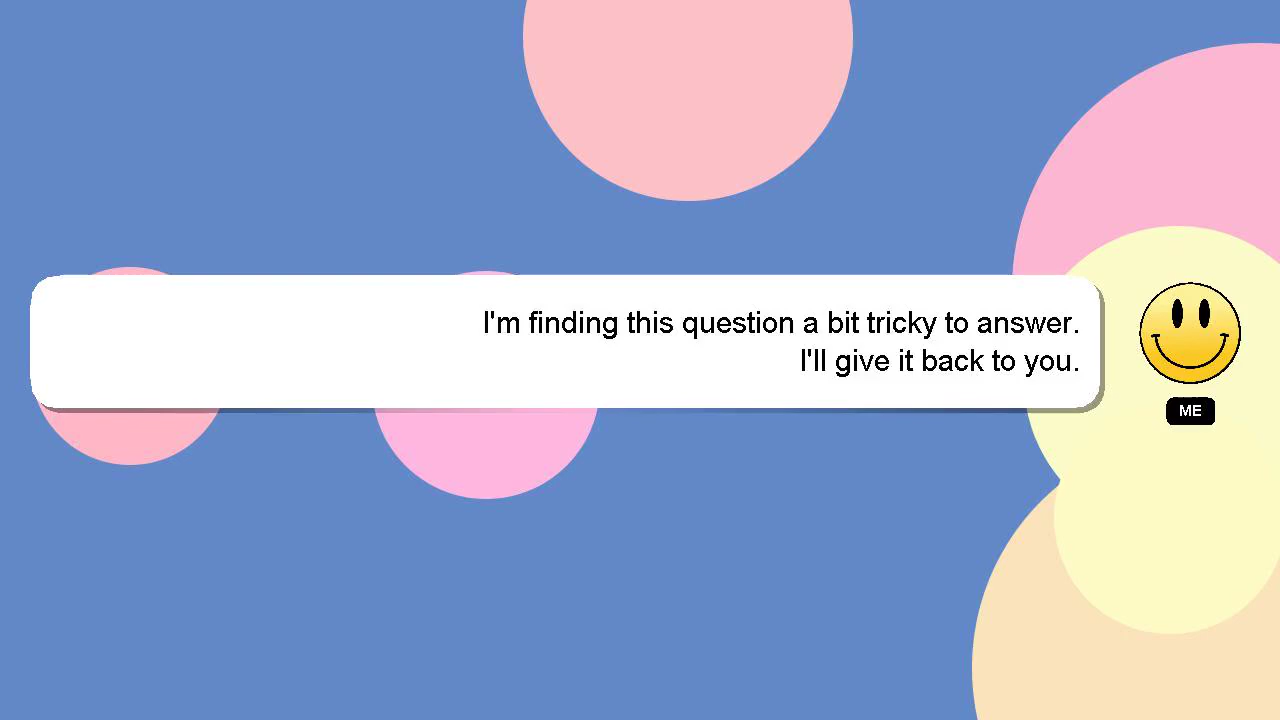 I'm finding this question a bit tricky to answer.
I'll give it back to you.
ME